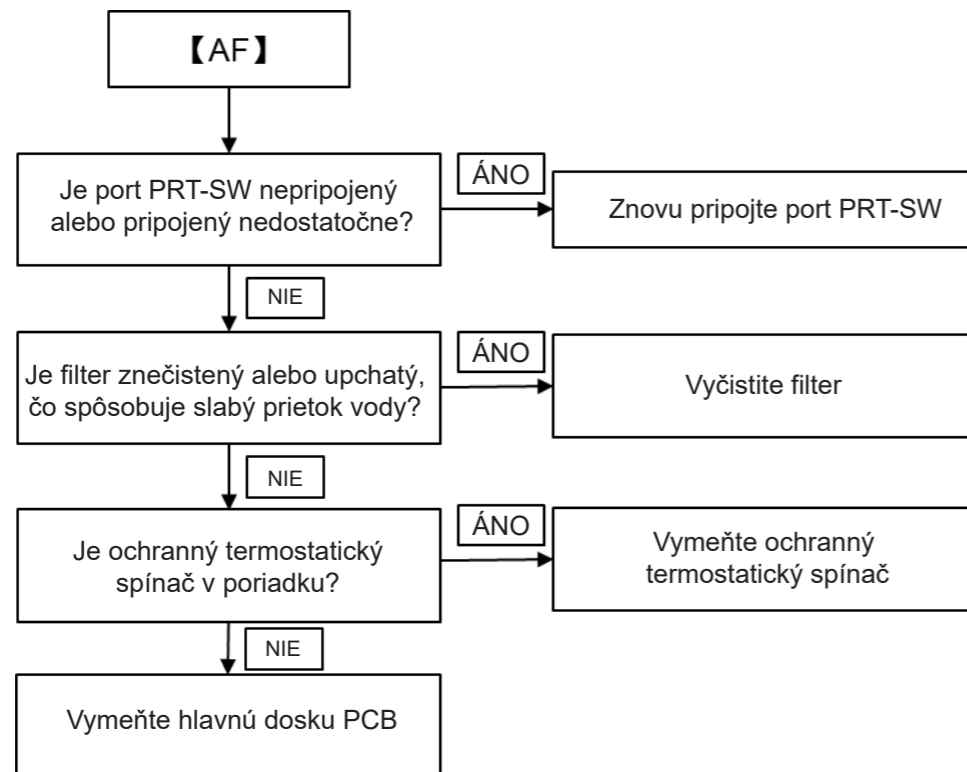 【AF】
Je port PRT-SW nepripojený
alebo pripojený nedostatočne?
ÁNO
Znovu pripojte port PRT-SW
NIE
Je filter znečistený alebo upchatý,
čo spôsobuje slabý prietok vody?
ÁNO
Vyčistite filter
NIE
Je ochranný termostatický
spínač v poriadku?
ÁNO
Vymeňte ochranný
termostatický spínač
NIE
Vymeňte hlavnú dosku PCB